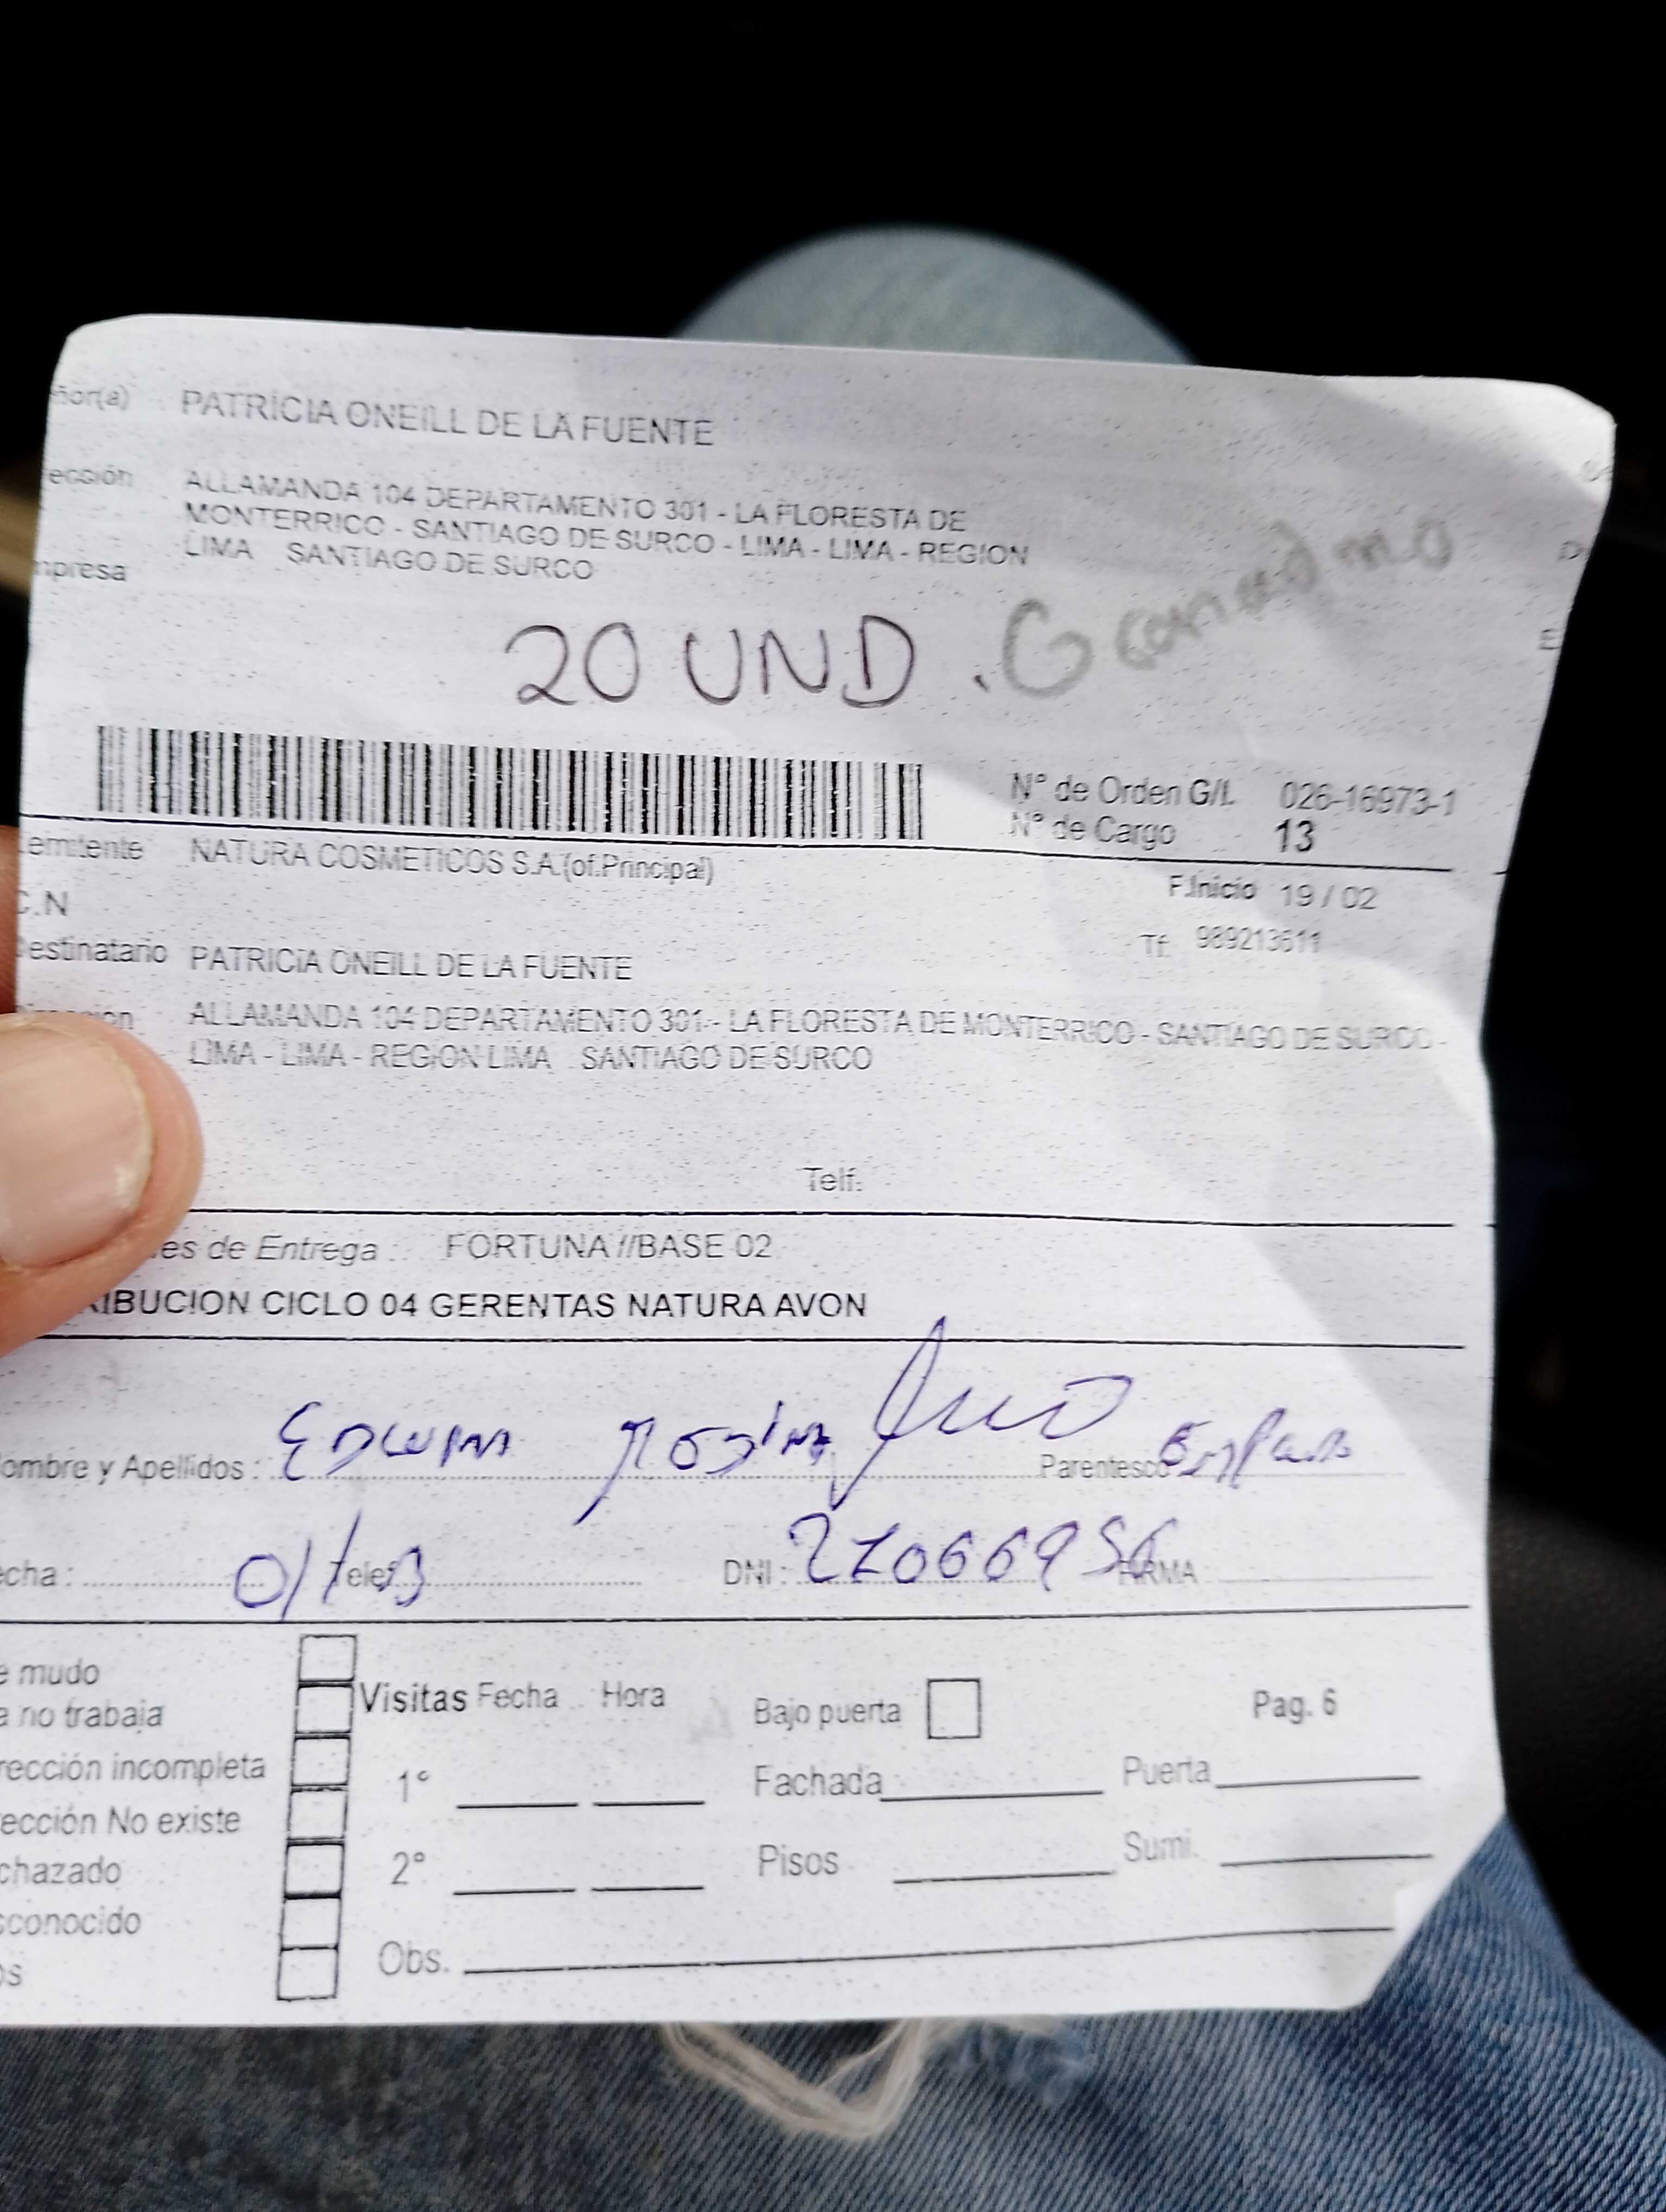 ñor(a) PATRICIA ONEILL DE LA FUENTE
ección ALLAMANDA 104 DEPARTAMENTO 301 - LA FLORESTA DE
MONTERRICO - SANTIAGO DE SURCO - LIMA - LIMA - REGION
LIMA SANTIAGO DE SURCO
mpresa
20 UND.
N° de Orden G/L 026-16973-1
N° de Cargo 13
emitente NATURA COSMETICOS S.A.(of.Principal)
F.Inicio 19 / 02
C.N
Tf. 989213611
estinatario PATRICIA ONEILL DE LA FUENTE
ALLAMANDA 104 DEPARTAMENTO 301 - LA FLORESTA DE MONTERRICO - SANTIAGO DE SURCO -
LIMA - LIMA - REGION LIMA SANTIAGO DE SURCO
Telf.
es de Entrega : FORTUNA //BASE 02
RIBUCION CICLO 04 GERENTAS NATURA AVON
ombre y Apellidos : Parentesco
echa : Telef. DNI : FIRMA
e mudo
a no trabaja
Visitas Fecha Hora Bajo puerta Pag. 6
rección incompleta
1° Fachada Puerta
ección No existe
chazado
2° Pisos Sumi.
sconocido
os
Obs.